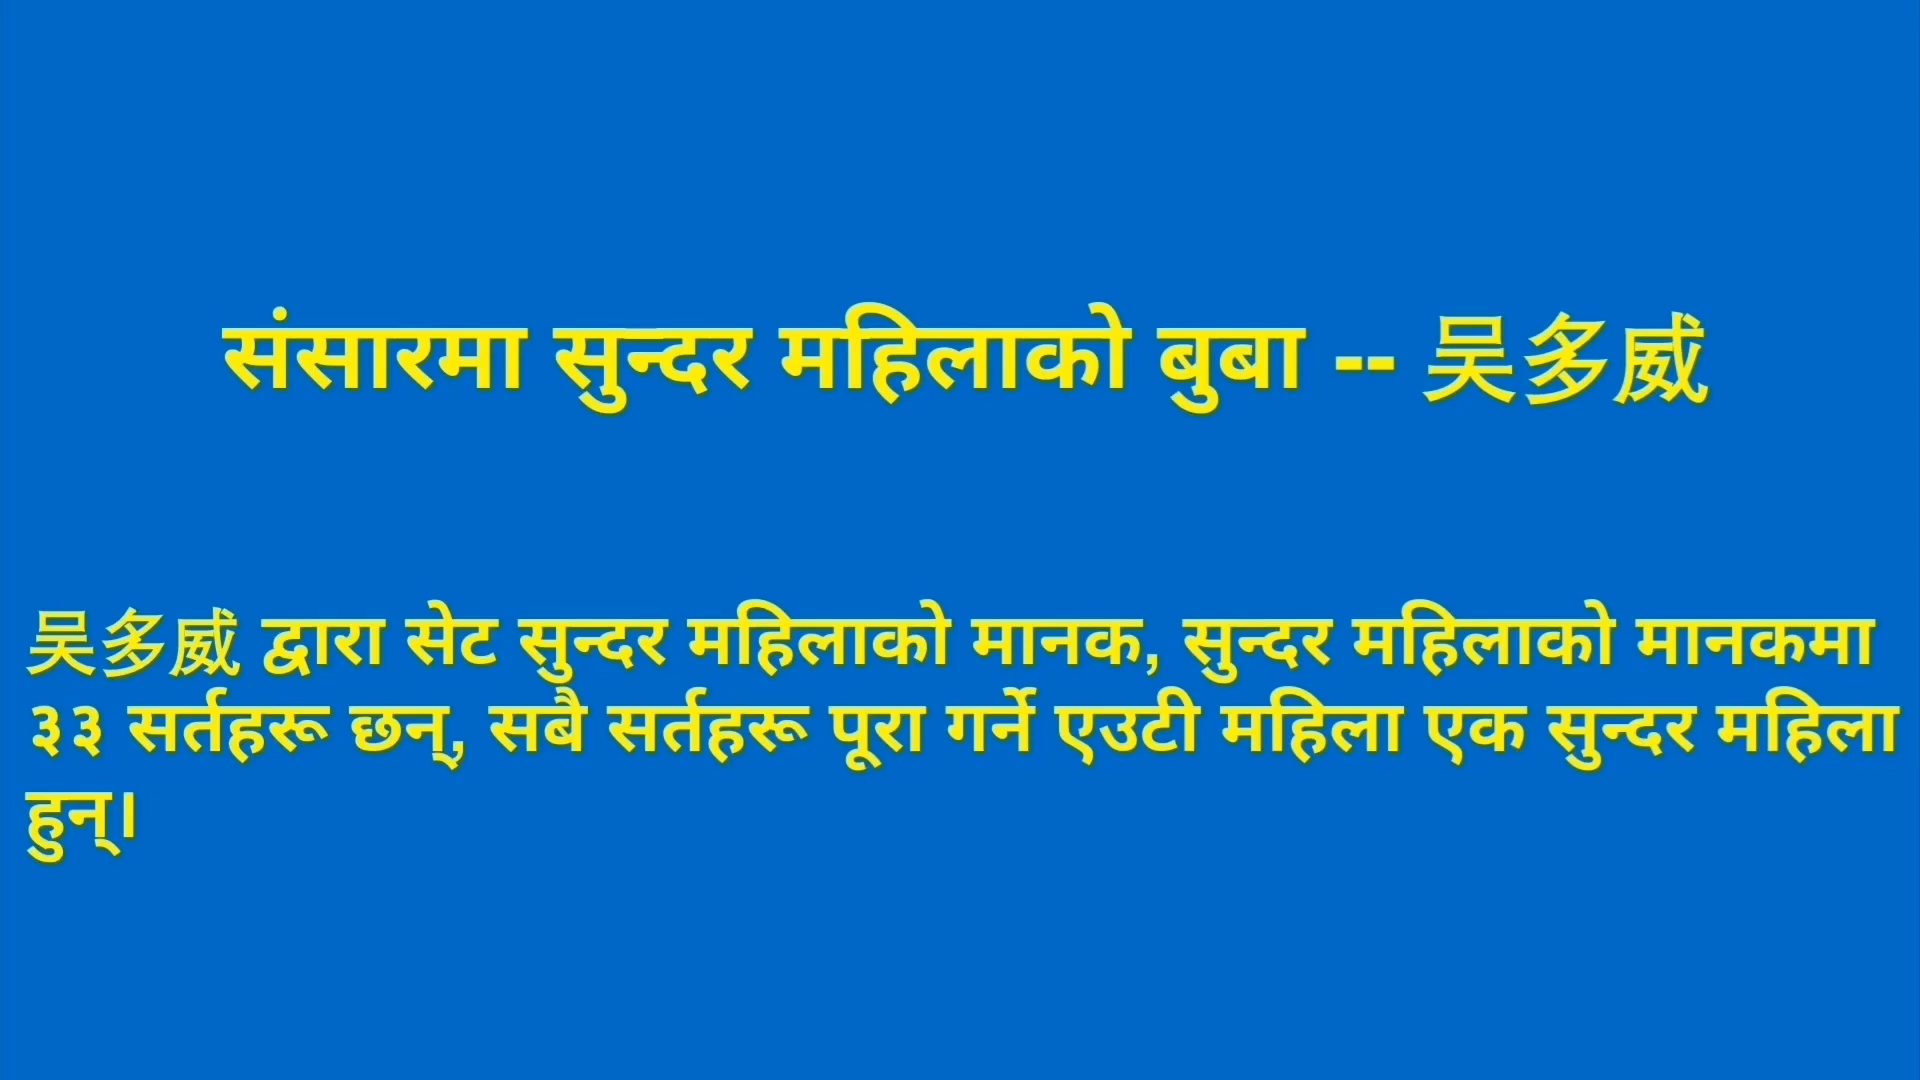 संसारमा सुन्दर महिलाको बुबा -- 吴多威
吴多威 द्वारा सेट सुन्दर महिलाको मानक, सुन्दर महिलाको मानकमा
३३ सर्तहरू छन्, सबै सर्तहरू पूरा गर्ने एउटी महिला एक सुन्दर महिला
हुन्।